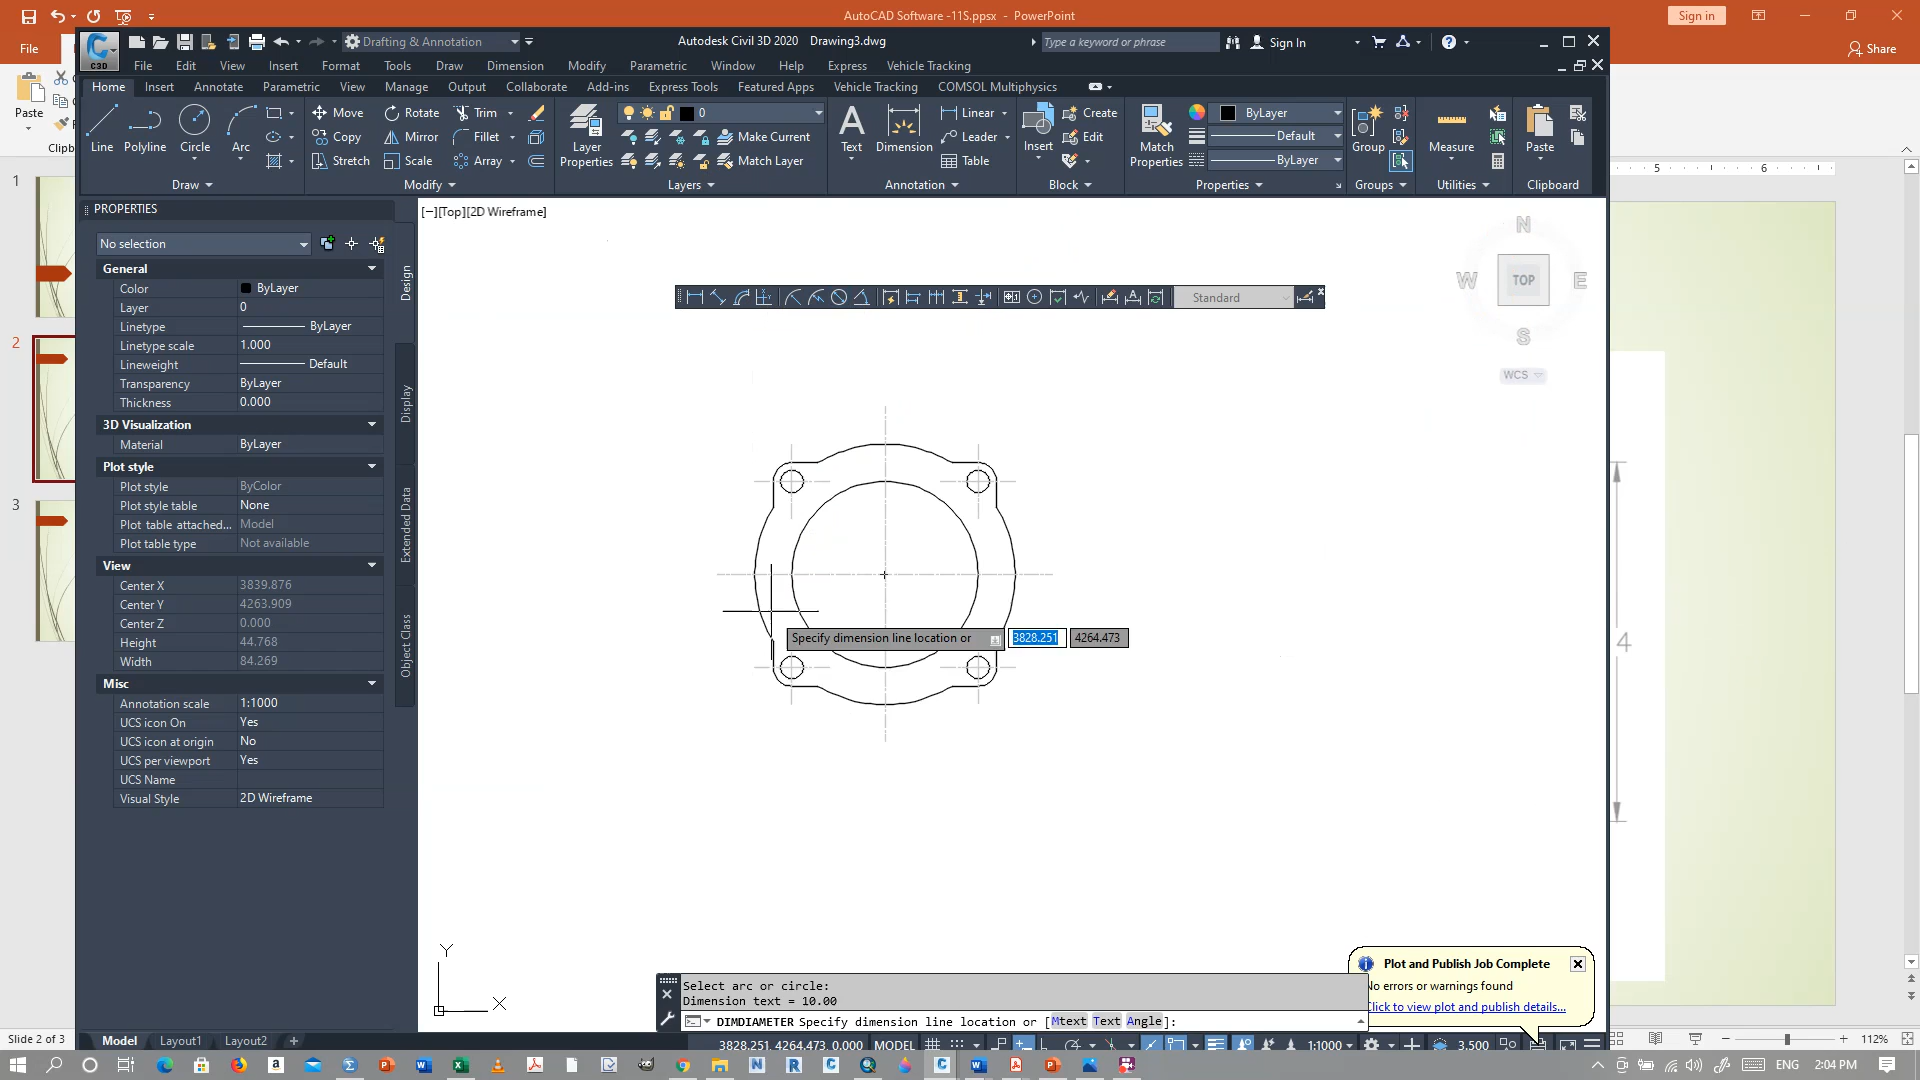 AutoCAD Software -11S.ppsx - PowerPoint
Sign in
File
Share
Paste
Clipb
1
2
3
C3D
Drafting & Annotation
Autodesk Civil 3D 2020 Drawing3.dwg
Type a keyword or phrase
Sign In
File Edit View Insert Format Tools Draw Dimension Modify Parametric Window Help Express Vehicle Tracking
Home Insert Annotate Parametric View Manage Output Collaborate Add-ins Express Tools Featured Apps Vehicle Tracking COMSOL Multiphysics
Line Polyline Circle Arc
Draw
Move Rotate Trim
Copy Mirror Fillet
Stretch Scale Array
Modify
Layer Properties
0
Make Current
Match Layer
Layers
Text Dimension
Linear
Leader
Table
Annotation
Insert
Create
Edit
Block
Match Properties
ByLayer
Default
ByLayer
Properties
Group
Groups
Measure
Utilities
Paste
Clipboard
PROPERTIES
No selection
General
Color ByLayer
Layer 0
Linetype ByLayer
Linetype scale 1.000
Lineweight Default
Transparency ByLayer
Thickness 0.000
3D Visualization
Material ByLayer
Plot style
Plot style ByColor
Plot style table None
Plot table attached... Model
Plot table type Not available
View
Center X 3839.876
Center Y 4263.909
Center Z 0.000
Height 44.768
Width 84.269
Misc
Annotation scale 1:1000
UCS icon On Yes
UCS icon at origin No
UCS per viewport Yes
UCS Name
Visual Style 2D Wireframe
Design
Display
Extended Data
Object Class
[−][Top][2D Wireframe]
Standard
N
W TOP E
S
WCS
5 6
4
Specify dimension line location or 3828.251 4264.473
Y
X
Select arc or circle:
Dimension text = 10.00
DIMDIAMETER Specify dimension line location or [Mtext Text Angle]:
Plot and Publish Job Complete
No errors or warnings found
Click to view plot and publish details...
Model Layout1 Layout2 +
3828.251, 4264.473, 0.000 MODEL
1:1000
3.500
Slide 2 of 3
112%
ENG 2:04 PM